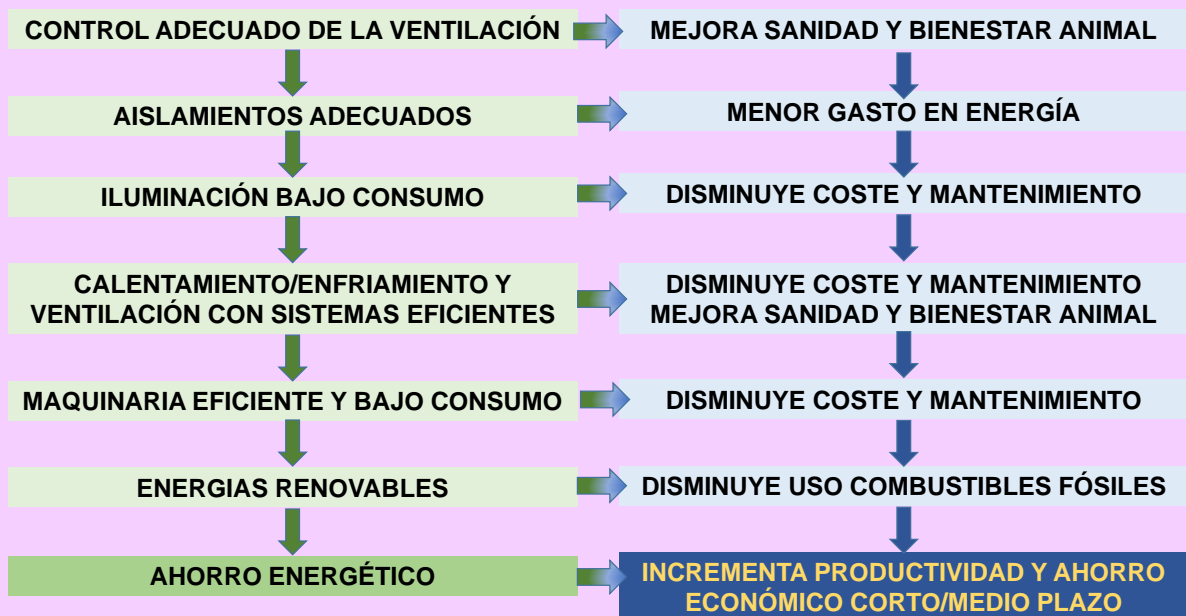 CONTROL ADECUADO DE LA VENTILACIÓN
MEJORA SANIDAD Y BIENESTAR ANIMAL
AISLAMIENTOS ADECUADOS
MENOR GASTO EN ENERGÍA
ILUMINACIÓN BAJO CONSUMO
DISMINUYE COSTE Y MANTENIMIENTO
CALENTAMIENTO/ENFRIAMIENTO Y
VENTILACIÓN CON SISTEMAS EFICIENTES
DISMINUYE COSTE Y MANTENIMIENTO
MEJORA SANIDAD Y BIENESTAR ANIMAL
MAQUINARIA EFICIENTE Y BAJO CONSUMO
DISMINUYE COSTE Y MANTENIMIENTO
ENERGIAS RENOVABLES
DISMINUYE USO COMBUSTIBLES FÓSILES
AHORRO ENERGÉTICO
INCREMENTA PRODUCTIVIDAD Y AHORRO
ECONÓMICO CORTO/MEDIO PLAZO